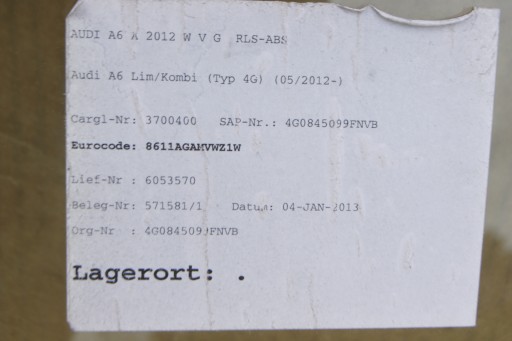 AUDI A6 X 2012 W V G RLS-ABS
Audi A6 Lim/Kombi (Typ 4G) (05/2012-)
Cargl-Nr: 3700400 SAP-Nr.: 4G0845099FNVB
Eurocode: 8611AGAMVWZ1W
Lief-Nr : 6053570
Beleg-Nr: 571581/1 Datum: 04-JAN-2013
Org-Nr : 4G0845099FNVB
Lagerort: .